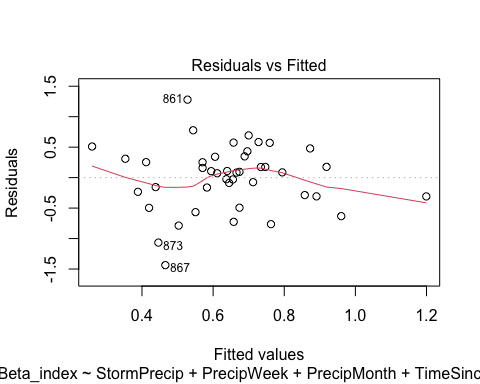 Residuals vs Fitted
Residuals
1.5
0.5
-0.5
-1.5
861
873
867
0.4 0.6 0.8 1.0 1.2
Fitted values
Beta_index ~ StormPrecip + PrecipWeek + PrecipMonth + TimeSinc